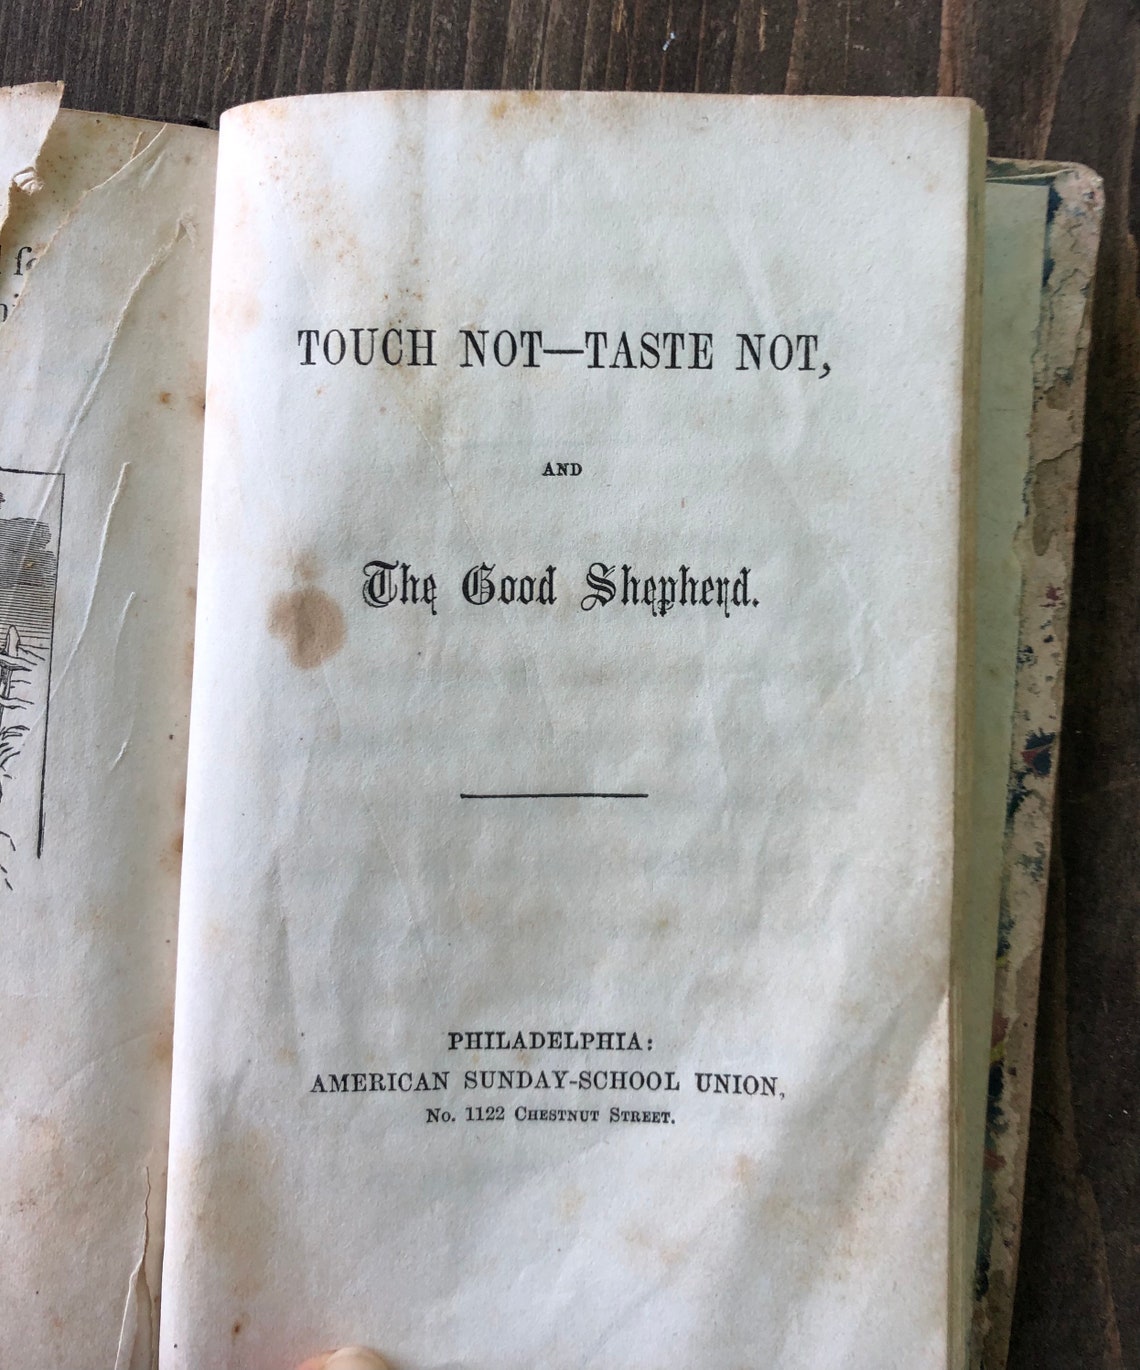 TOUCH NOT—TASTE NOT,
AND
The Good Shepherd.
PHILADELPHIA:
AMERICAN SUNDAY-SCHOOL UNION,
No. 1122 Chestnut Street.